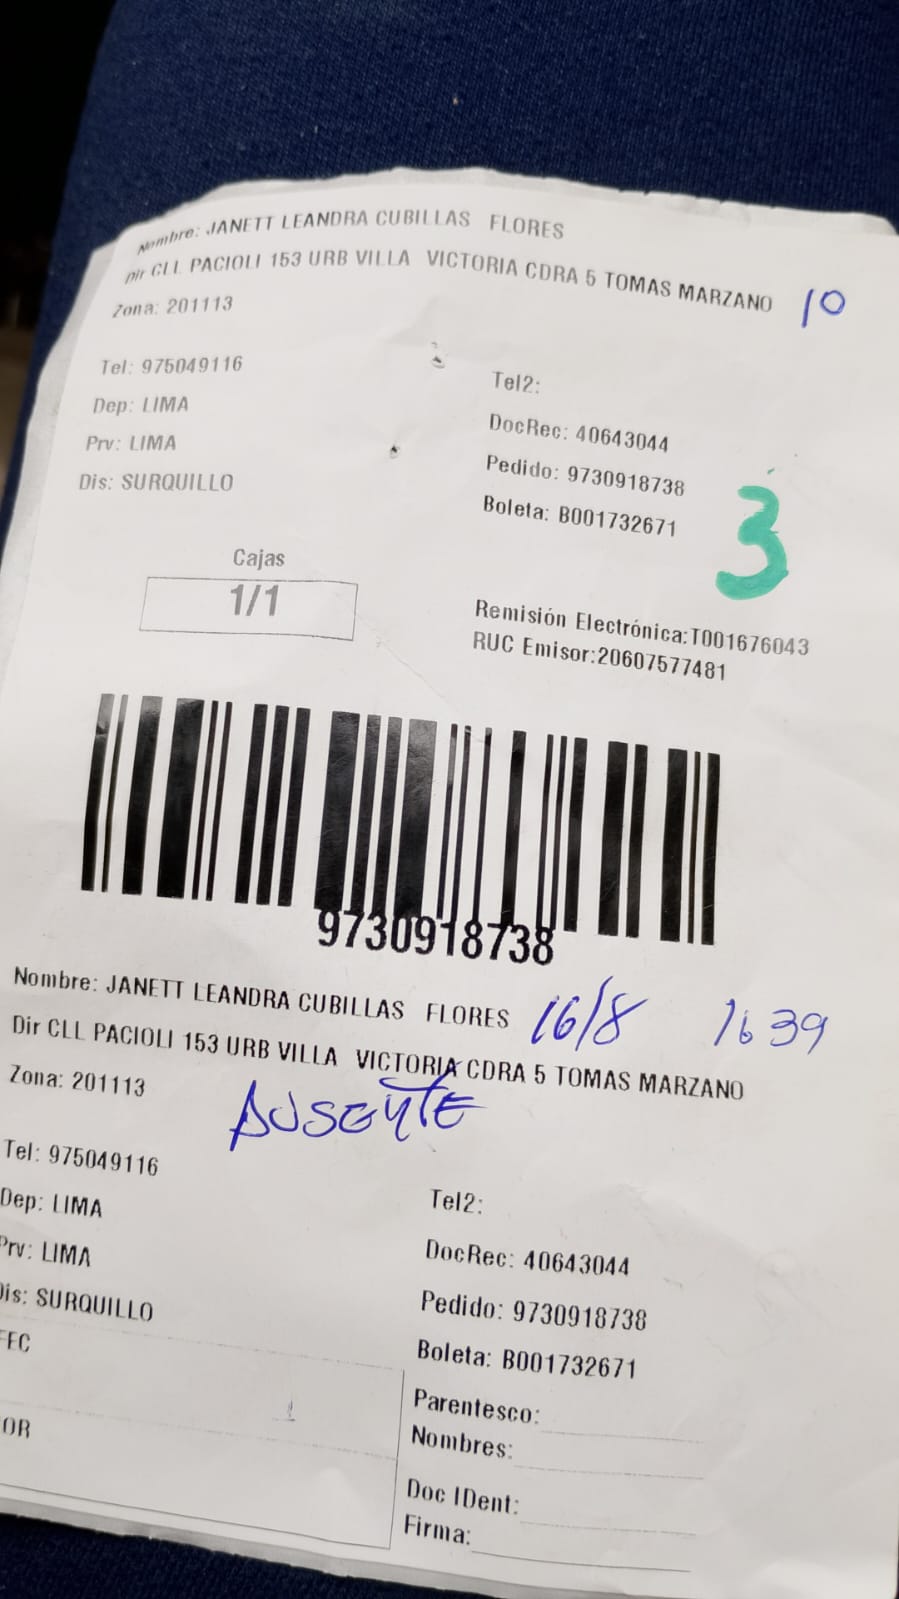 Nombre: JANETT LEANDRA CUBILLAS FLORES
Dir CLL PACIOLI 153 URB VILLA VICTORIA CDRA 5 TOMAS MARZANO 10
Zona: 201113
Tel: 975049116
Dep: LIMA
Prv: LIMA
Dis: SURQUILLO
Tel2:
DocRec: 40643044
Pedido: 9730918738
Boleta: B001732671
3
Cajas
1/1
Remisión Electrónica:T001676043
RUC Emisor:20607577481
9730918738
Nombre: JANETT LEANDRA CUBILLAS FLORES 16/8 1639
Dir CLL PACIOLI 153 URB VILLA VICTORIA CDRA 5 TOMAS MARZANO
Zona: 201113
AUSENTE
Tel: 975049116
Dep: LIMA
Prv: LIMA
Dis: SURQUILLO
FEC
OR
Tel2:
DocRec: 40643044
Pedido: 9730918738
Boleta: B001732671
Parentesco:
Nombres:
Doc IDent:
Firma: